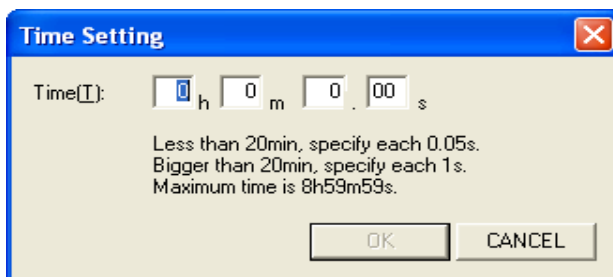 Time Setting
Time(T): 0 h 0 m 0 . 00 s
Less than 20min, specify each 0.05s.
Bigger than 20min, specify each 1s.
Maximum time is 8h59m59s.
OK CANCEL